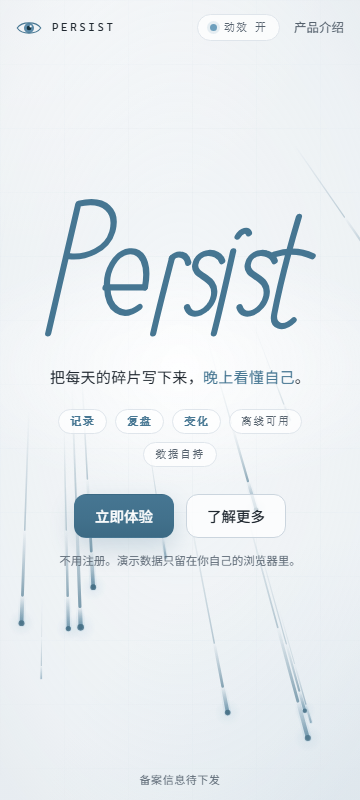 PERSIST
动效 开
产品介绍
Persist
把每天的碎片写下来，晚上看懂自己。
记录
复盘
变化
离线可用
数据自持
立即体验
了解更多
不用注册。演示数据只留在你自己的浏览器里。
备案信息待下发